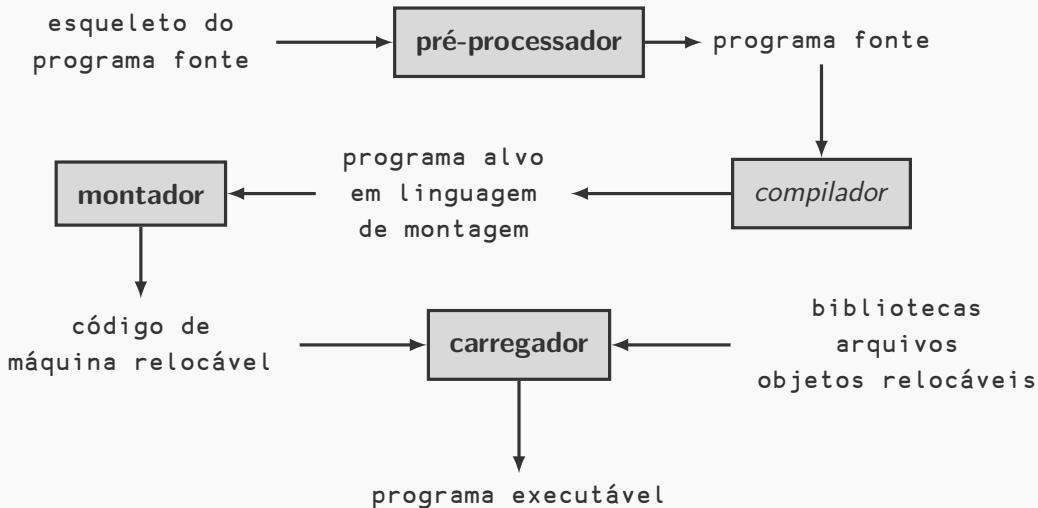 esqueleto do
programa fonte
pré-processador
programa fonte
programa alvo
em linguagem
de montagem
montador
compilador
código de
máquina relocável
carregador
bibliotecas
arquivos
objetos relocáveis
programa executável